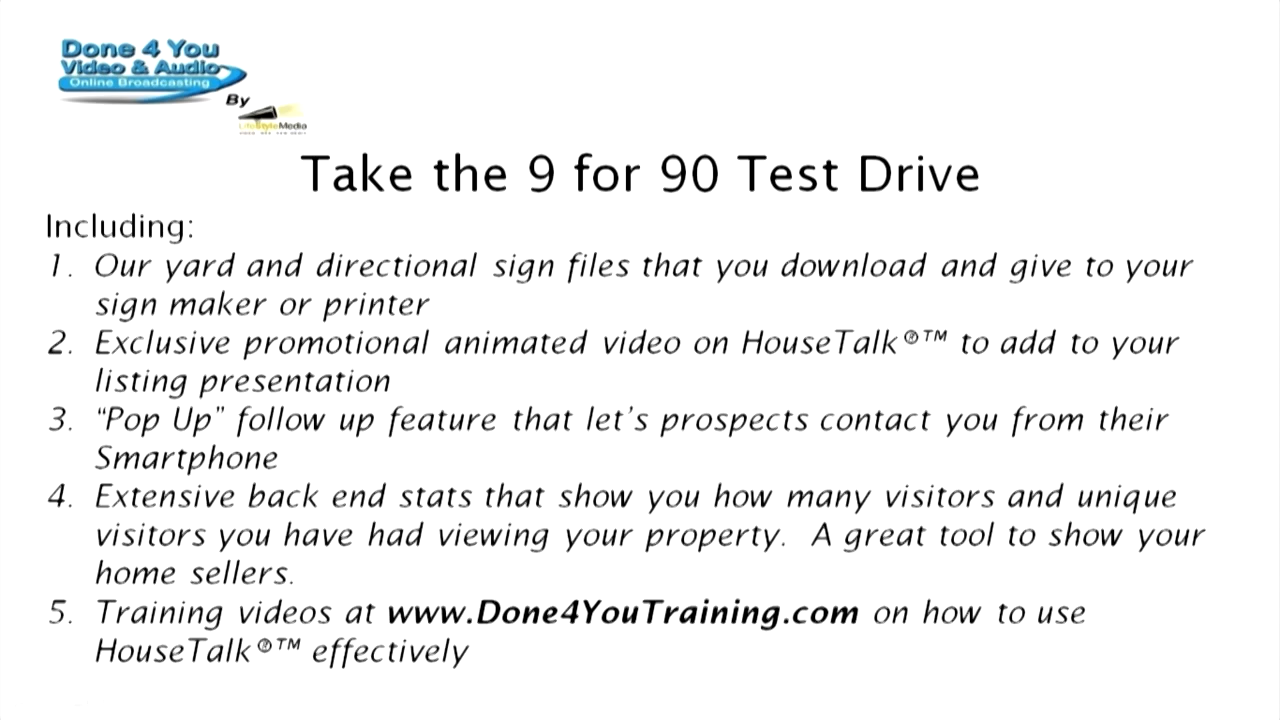 Done 4 You
Video & Audio
Online Broadcasting
By
LifeStyleMedia
Take the 9 for 90 Test Drive
Including:
1. Our yard and directional sign files that you download and give to your
sign maker or printer
2. Exclusive promotional animated video on HouseTalk®™ to add to your
listing presentation
3. “Pop Up” follow up feature that let’s prospects contact you from their
Smartphone
4. Extensive back end stats that show you how many visitors and unique
visitors you have had viewing your property. A great tool to show your
home sellers.
5. Training videos at www.Done4YouTraining.com on how to use
HouseTalk®™ effectively